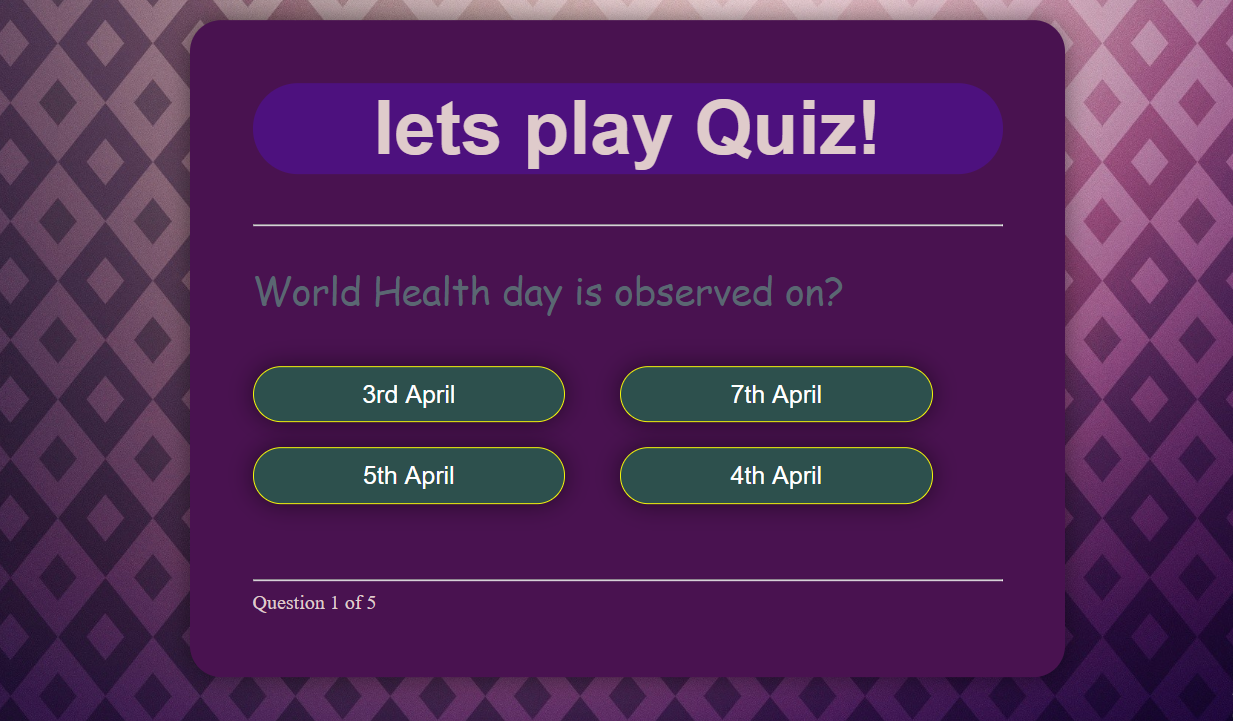 lets play Quiz!
World Health day is observed on?
3rd April
7th April
5th April
4th April
Question 1 of 5